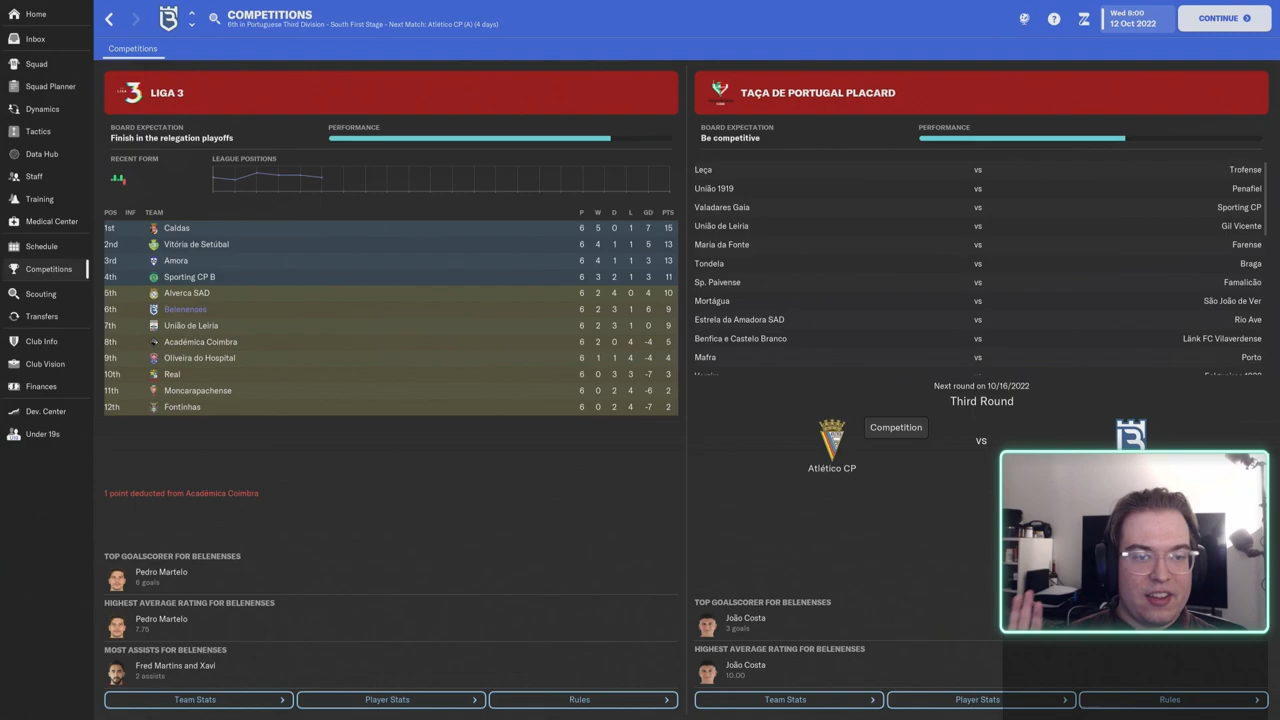 Home
Inbox
Squad
Squad Planner
Dynamics
Tactics
Data Hub
Staff
Training
Medical Center
Schedule
Competitions
Scouting
Transfers
Club Info
Club Vision
Finances
Dev. Center
Under 19s
COMPETITIONS
6th in Portuguese Third Division - South First Stage - Next Match: Atlético CP (A) (4 days)
Wed 8:00
12 Oct 2022
CONTINUE
Competitions
LIGA 3
BOARD EXPECTATION
Finish in the relegation playoffs
PERFORMANCE
RECENT FORM
LEAGUE POSITIONS
POS INF TEAM P W D L GD PTS
1st Caldas 6 5 0 1 7 15
2nd Vitória de Setúbal 6 4 1 1 5 13
3rd Amora 6 4 1 1 3 13
4th Sporting CP B 6 3 2 1 3 11
5th Alverca SAD 6 2 4 0 4 10
6th Belenenses 6 2 3 1 6 9
7th União de Leiria 6 2 3 1 0 9
8th Académica Coimbra 6 2 0 4 -4 5
9th Oliveira do Hospital 6 1 1 4 -4 4
10th Real 6 0 3 3 -7 3
11th Moncarapachense 6 0 2 4 -6 2
12th Fontinhas 6 0 2 4 -7 2
1 point deducted from Académica Coimbra
TOP GOALSCORER FOR BELENENSES
Pedro Martelo
6 goals
HIGHEST AVERAGE RATING FOR BELENENSES
Pedro Martelo
7.75
MOST ASSISTS FOR BELENENSES
Fred Martins and Xavi
2 assists
Team Stats
Player Stats
Rules
TAÇA DE PORTUGAL PLACARD
BOARD EXPECTATION
Be competitive
PERFORMANCE
Leça vs Trofense
União 1919 vs Penafiel
Valadares Gaia vs Sporting CP
União de Leiria vs Gil Vicente
Maria da Fonte vs Farense
Tondela vs Braga
Sp. Paivense vs Famalicão
Mortágua vs São João de Ver
Estrela da Amadora SAD vs Rio Ave
Benfica e Castelo Branco vs Länk FC Vilaverdense
Mafra vs Porto
Next round on 10/16/2022
Third Round
Competition
vs
Atlético CP
TOP GOALSCORER FOR BELENENSES
João Costa
3 goals
HIGHEST AVERAGE RATING FOR BELENENSES
João Costa
10.00
Team Stats
Player Stats
Rules